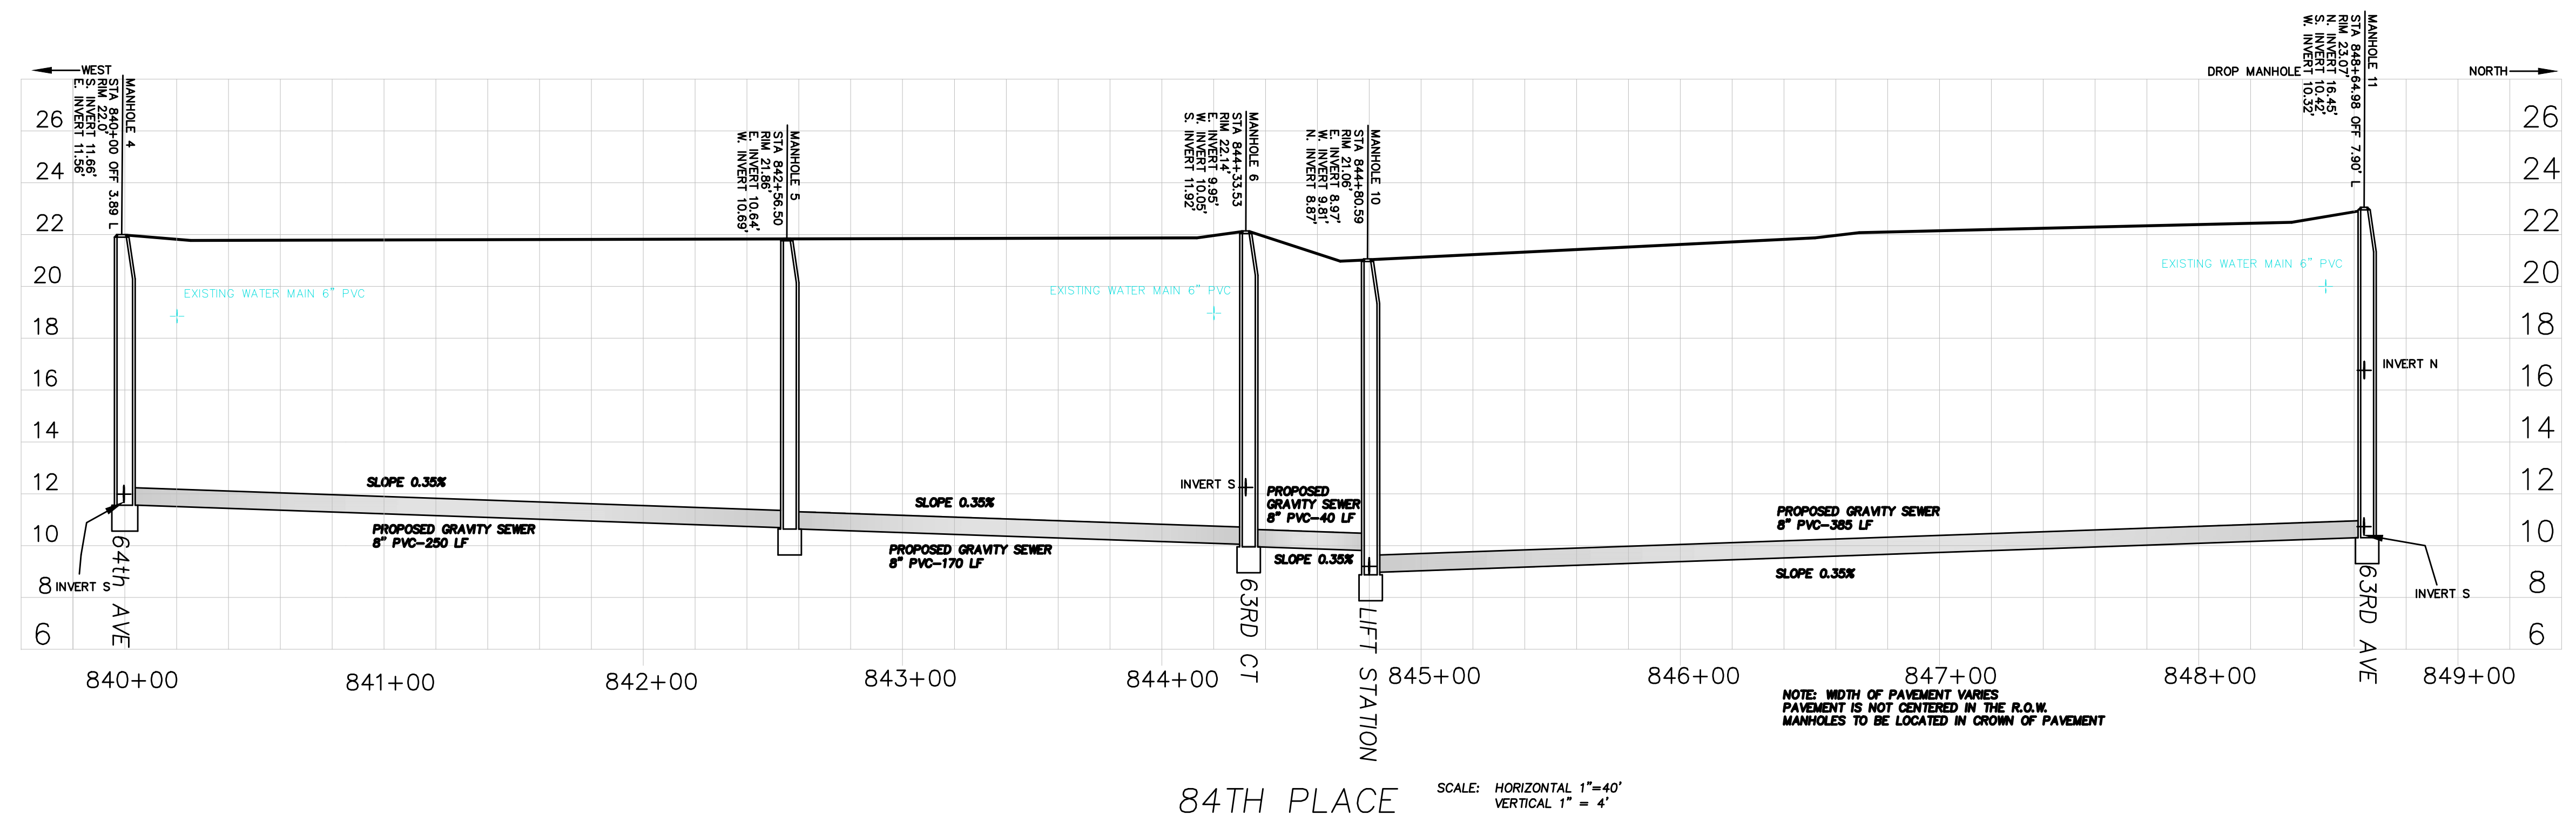 WEST
MANHOLE 4
STA 840+00 OFF 3.89 L
RIM 22.0'
S. INVERT 11.66'
E. INVERT 11.56'
MANHOLE 5
STA 842+56.50
RIM 21.86'
E. INVERT 10.64'
W. INVERT 10.69'
MANHOLE 6
STA 844+33.53
RIM 22.14'
E. INVERT 9.95'
W. INVERT 10.05'
S. INVERT 11.92'
MANHOLE 10
STA 844+80.59
RIM 21.06'
E. INVERT 8.97'
W. INVERT 9.81'
N. INVERT 8.87'
DROP MANHOLE
MANHOLE 11
STA 848+64.98 OFF 7.90' L
RIM 23.07'
N. INVERT 16.45'
S. INVERT 10.42'
W. INVERT 10.32'
NORTH
26
24
22
20
18
16
14
12
10
8
6
26
24
22
20
18
16
14
12
10
8
6
EXISTING WATER MAIN 6" PVC
EXISTING WATER MAIN 6" PVC
EXISTING WATER MAIN 6" PVC
INVERT N
SLOPE 0.35%
PROPOSED GRAVITY SEWER
8" PVC-250 LF
SLOPE 0.35%
PROPOSED GRAVITY SEWER
8" PVC-170 LF
INVERT S
PROPOSED
GRAVITY SEWER
8" PVC-40 LF
SLOPE 0.35%
PROPOSED GRAVITY SEWER
8" PVC-385 LF
SLOPE 0.35%
INVERT S
INVERT S
64th AVE
63RD CT
LIFT STATION
63RD AVE
840+00
841+00
842+00
843+00
844+00
845+00
846+00
847+00
848+00
849+00
NOTE: WIDTH OF PAVEMENT VARIES
PAVEMENT IS NOT CENTERED IN THE R.O.W.
MANHOLES TO BE LOCATED IN CROWN OF PAVEMENT
84TH PLACE
SCALE: HORIZONTAL 1"=40'
VERTICAL 1" = 4'